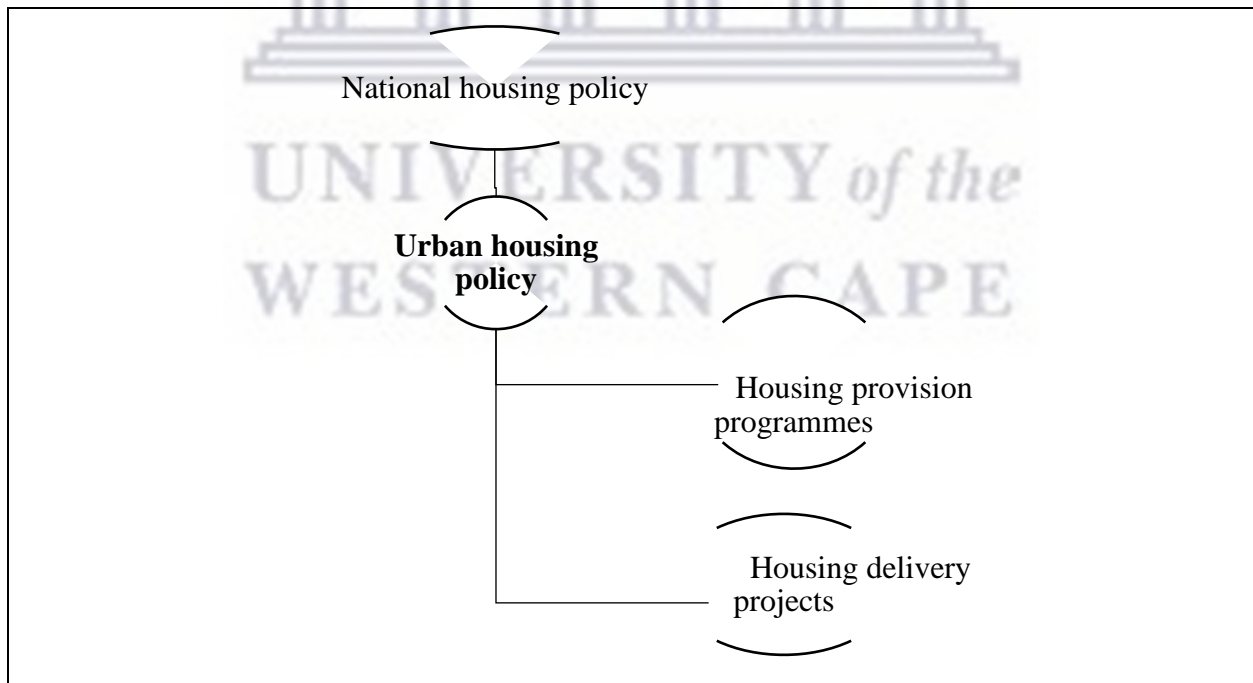 National housing policy
UNIVERSITY of the
Urban housing
policy
WESTERN CAPE
Housing provision
programmes
Housing delivery
projects